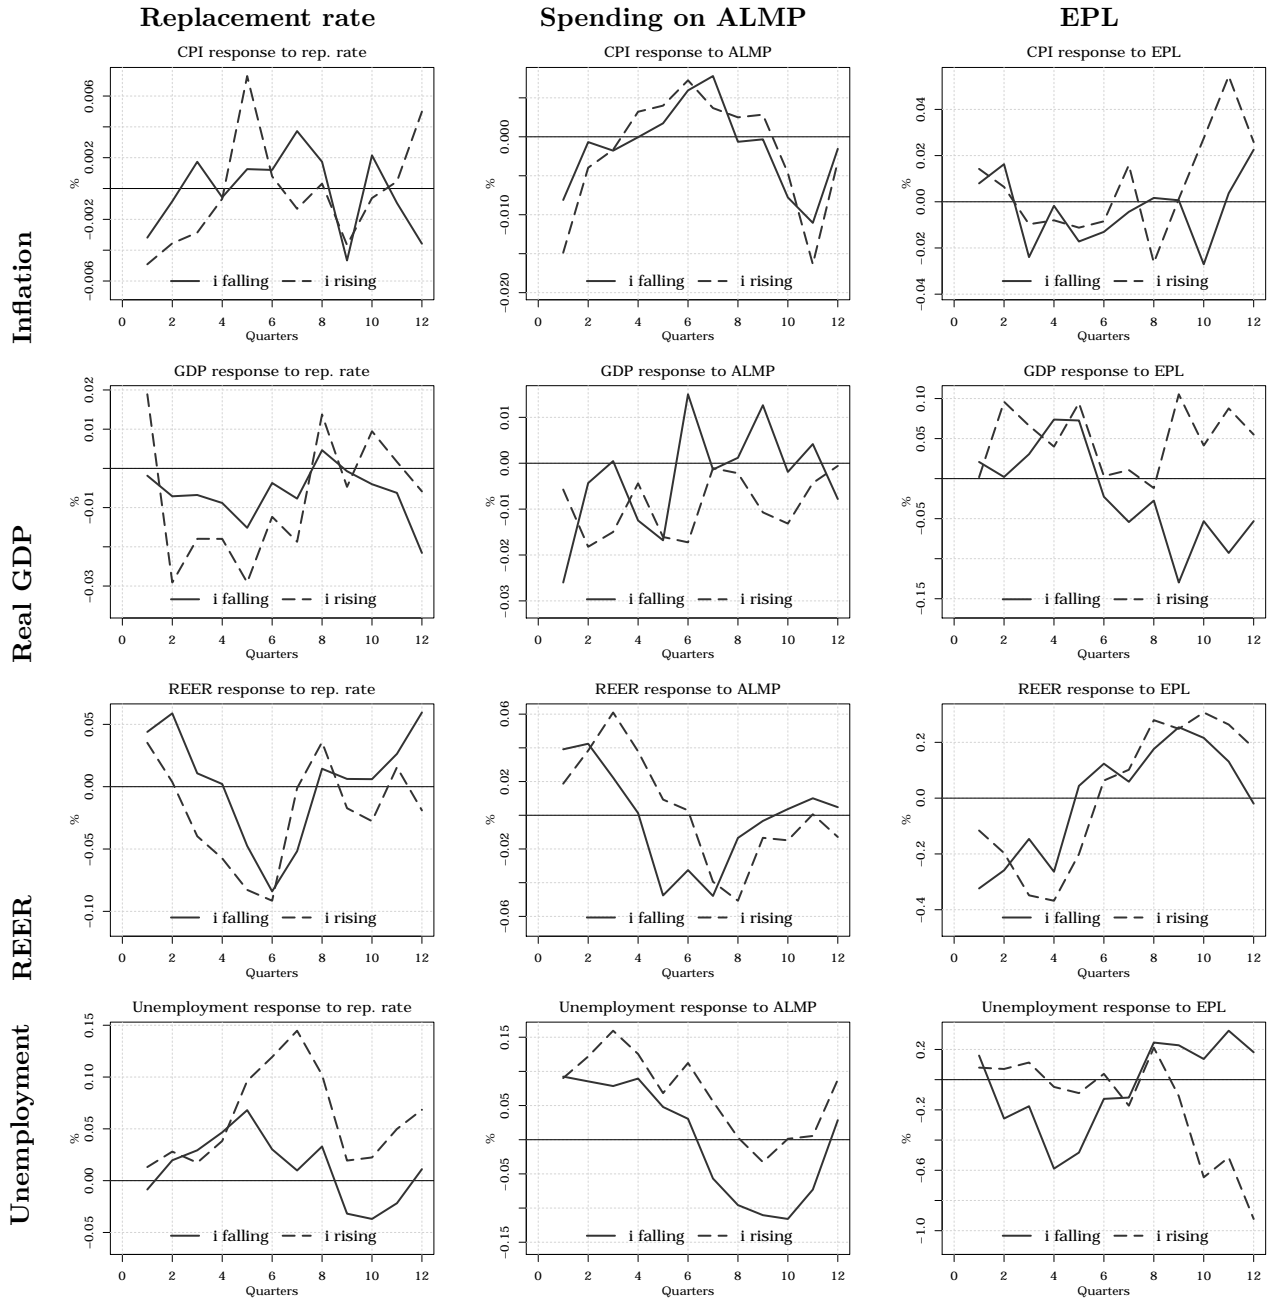 Replacement rate
Spending on ALMP
EPL
Inflation
CPI response to rep. rate
%
0.006
0.002
−0.002
−0.006
i falling
i rising
0 2 4 6 8 10 12
Quarters
CPI response to ALMP
%
0.000
−0.010
−0.020
i falling
i rising
0 2 4 6 8 10 12
Quarters
CPI response to EPL
%
0.04
0.02
0.00
−0.02
−0.04
i falling
i rising
0 2 4 6 8 10 12
Quarters
Real GDP
GDP response to rep. rate
%
0.02
0.01
−0.01
−0.03
i falling
i rising
0 2 4 6 8 10 12
Quarters
GDP response to ALMP
%
0.01
0.00
−0.01
−0.02
−0.03
i falling
i rising
0 2 4 6 8 10 12
Quarters
GDP response to EPL
%
0.10
0.05
−0.05
−0.15
i falling
i rising
0 2 4 6 8 10 12
Quarters
REER
REER response to rep. rate
%
0.05
0.00
−0.05
−0.10
i falling
i rising
0 2 4 6 8 10 12
Quarters
REER response to ALMP
%
0.06
0.02
−0.02
−0.06
i falling
i rising
0 2 4 6 8 10 12
Quarters
REER response to EPL
%
0.2
0.0
−0.2
−0.4
i falling
i rising
0 2 4 6 8 10 12
Quarters
Unemployment
Unemployment response to rep. rate
%
0.15
0.10
0.05
0.00
−0.05
i falling
i rising
0 2 4 6 8 10 12
Quarters
Unemployment response to ALMP
%
0.15
0.05
−0.05
−0.15
i falling
i rising
0 2 4 6 8 10 12
Quarters
Unemployment response to EPL
%
0.2
−0.2
−0.6
−1.0
i falling
i rising
0 2 4 6 8 10 12
Quarters